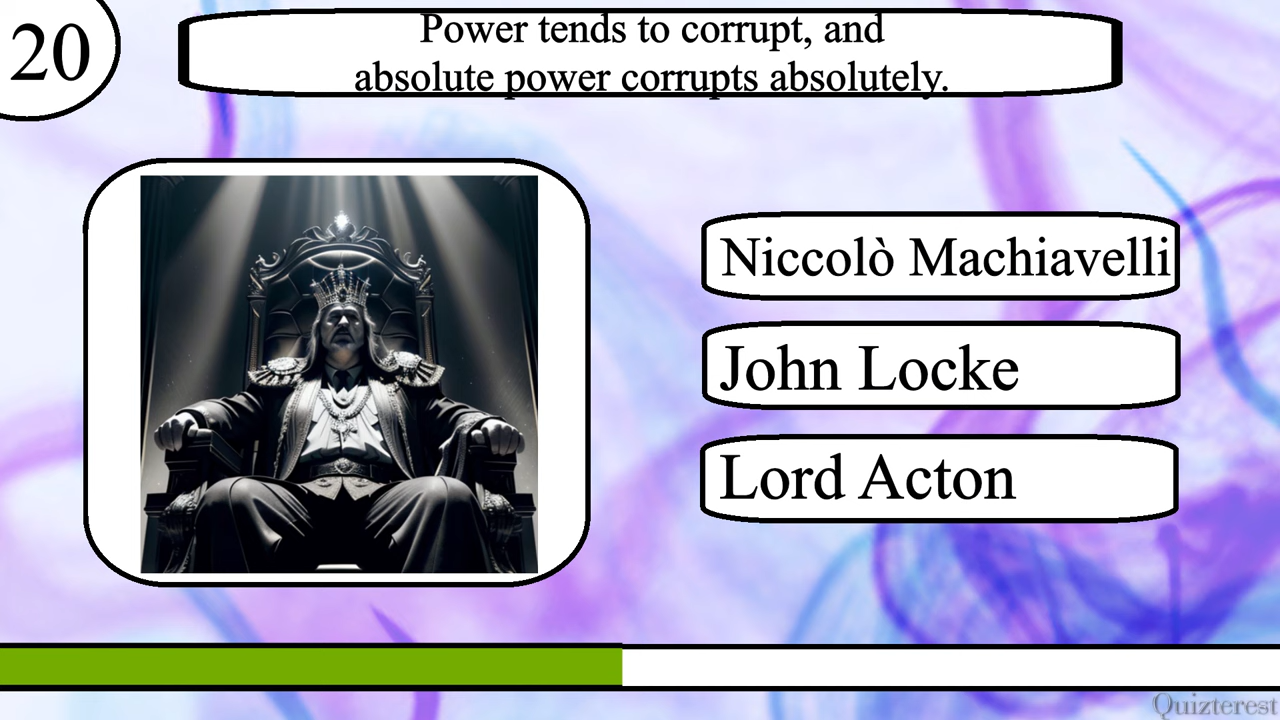 20
Power tends to corrupt, and
absolute power corrupts absolutely.
Niccolò Machiavelli
John Locke
Lord Acton
Quizterest